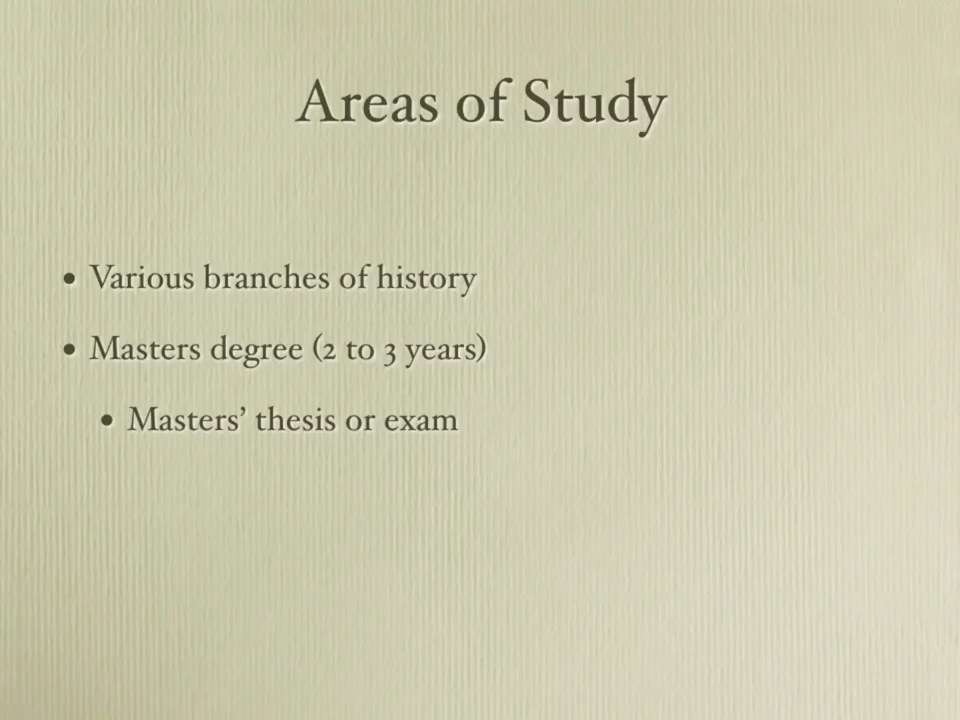 Areas of Study
• Various branches of history
• Masters degree (2 to 3 years)
• Masters’ thesis or exam